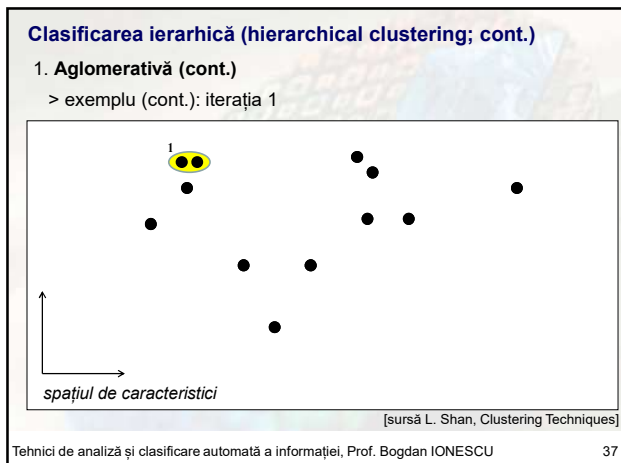 Clasificarea ierarhică (hierarchical clustering; cont.)
1. Aglomerativă (cont.)
> exemplu (cont.): iterația 1
1
spațiul de caracteristici
[sursă L. Shan, Clustering Techniques]
Tehnici de analiză și clasificare automată a informației, Prof. Bogdan IONESCU 37